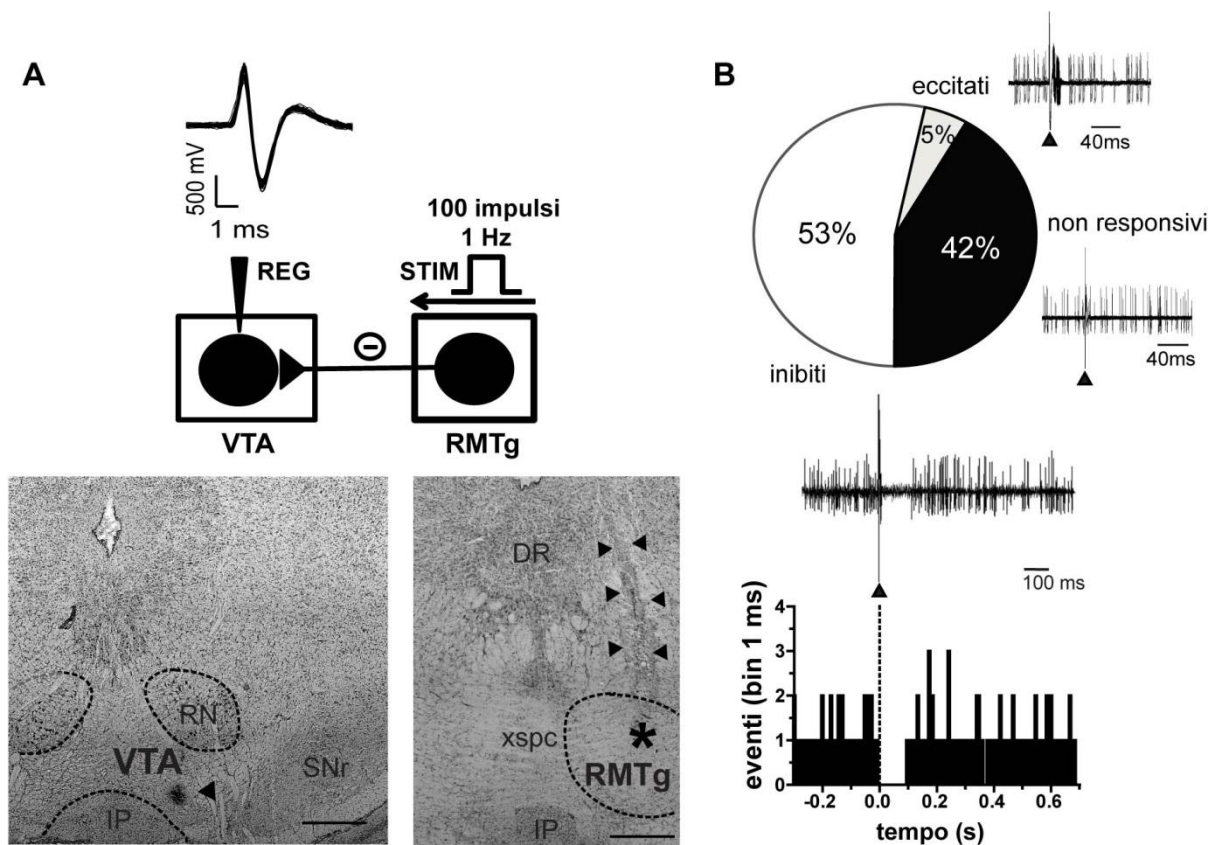 A
500 mV
1 ms
REG
100 impulsi
1 Hz
STIM
VTA
RMTg
RN
VTA
SNr
IP
DR
xspc
*
RMTg
IP
B
eccitati
5%
40ms
53%
42%
non responsivi
40ms
inibiti
100 ms
eventi (bin 1 ms)
4
3
2
1
0
-0.2 0.0 0.2 0.4 0.6
tempo (s)